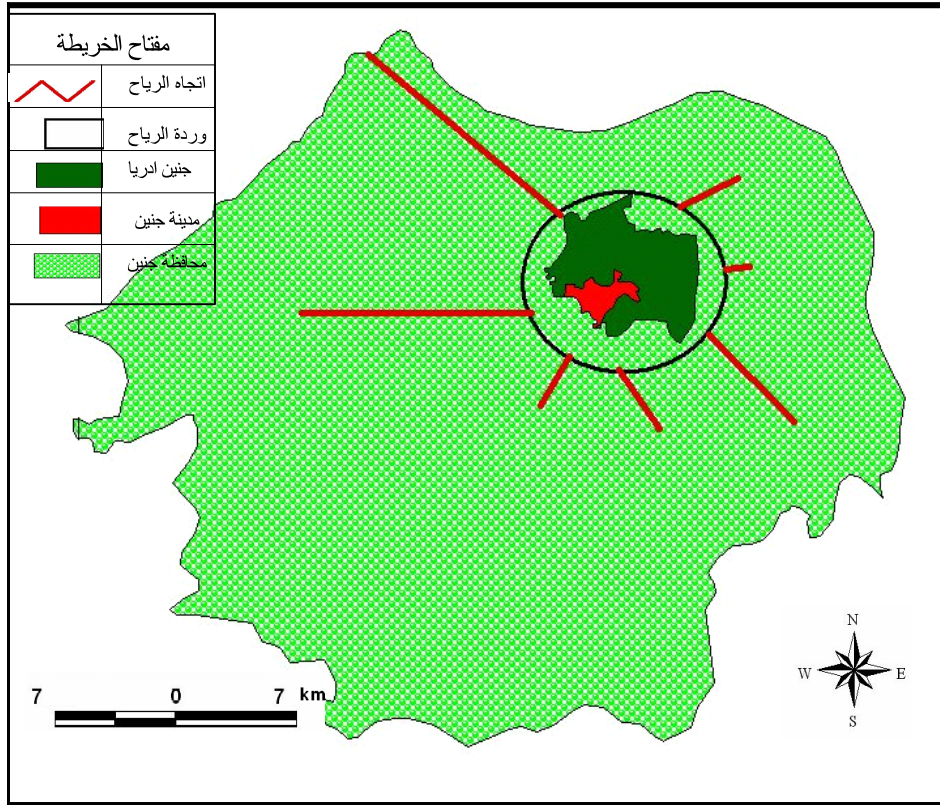 مفتاح الخريطة
اتجاه الرياح
وردة الرياح
جنين ادريا
مدينة جنين
محافظة جنين
7 0 7 km
N
W E
S